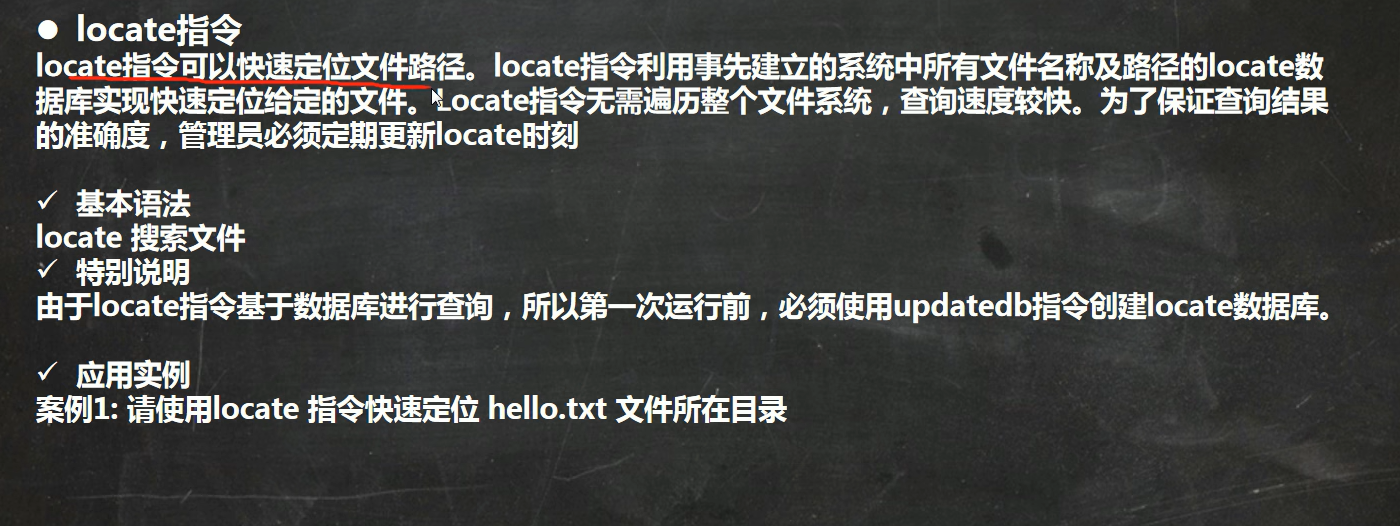 ● locate指令
locate指令可以快速定位文件路径。locate指令利用事先建立的系统中所有文件名称及路径的locate数
据库实现快速定位给定的文件。Locate指令无需遍历整个文件系统，查询速度较快。为了保证查询结果
的准确度，管理员必须定期更新locate时刻
✓ 基本语法
locate 搜索文件
✓ 特别说明
由于locate指令基于数据库进行查询，所以第一次运行前，必须使用updatedb指令创建locate数据库。
✓ 应用实例
案例1: 请使用locate 指令快速定位 hello.txt 文件所在目录